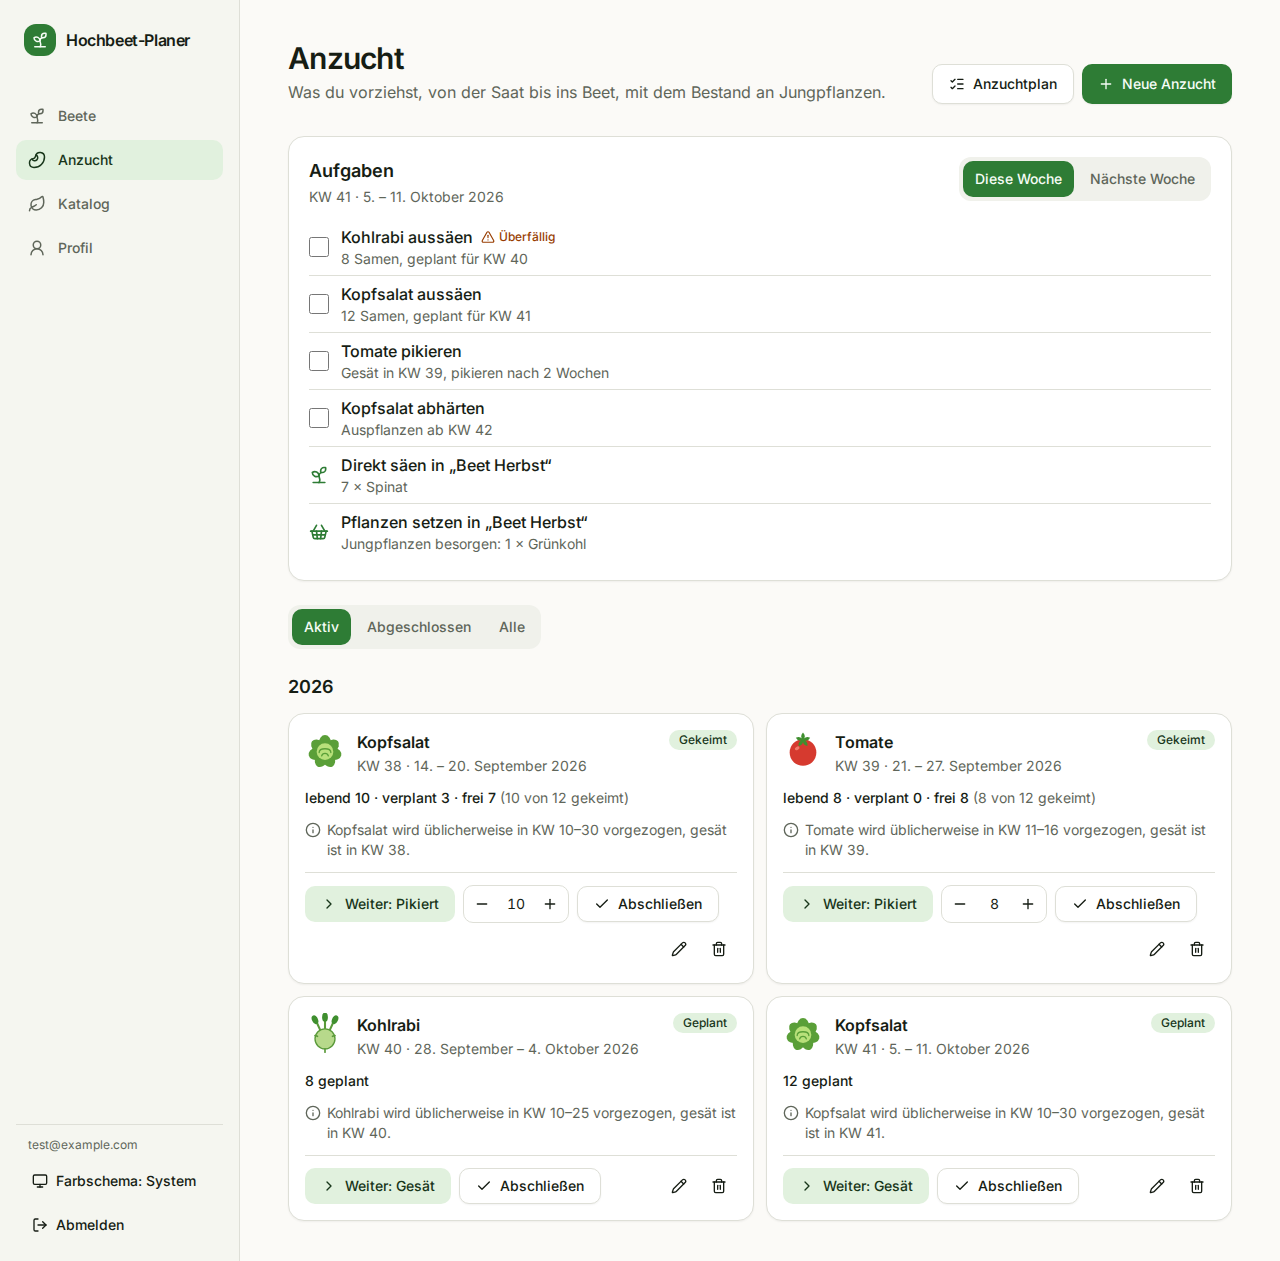 Hochbeet-Planer
Beete
Anzucht
Katalog
Profil
test@example.com
Farbschema: System
Abmelden
Anzucht
Was du vorziehst, von der Saat bis ins Beet, mit dem Bestand an Jungpflanzen.
Anzuchtplan
Neue Anzucht
Aufgaben
KW 41 · 5. – 11. Oktober 2026
Diese Woche
Nächste Woche
Kohlrabi aussäen
Überfällig
8 Samen, geplant für KW 40
Kopfsalat aussäen
12 Samen, geplant für KW 41
Tomate pikieren
Gesät in KW 39, pikieren nach 2 Wochen
Kopfsalat abhärten
Auspflanzen ab KW 42
Direkt säen in „Beet Herbst“
7 × Spinat
Pflanzen setzen in „Beet Herbst“
Jungpflanzen besorgen: 1 × Grünkohl
Aktiv
Abgeschlossen
Alle
2026
Kopfsalat
Gekeimt
KW 38 · 14. – 20. September 2026
lebend 10 · verplant 3 · frei 7 (10 von 12 gekeimt)
Kopfsalat wird üblicherweise in KW 10–30 vorgezogen, gesät
ist in KW 38.
Weiter: Pikiert
10
Abschließen
Tomate
Gekeimt
KW 39 · 21. – 27. September 2026
lebend 8 · verplant 0 · frei 8 (8 von 12 gekeimt)
Tomate wird üblicherweise in KW 11–16 vorgezogen, gesät ist
in KW 39.
Weiter: Pikiert
8
Abschließen
Kohlrabi
Geplant
KW 40 · 28. September – 4. Oktober 2026
8 geplant
Kohlrabi wird üblicherweise in KW 10–25 vorgezogen, gesät ist
in KW 40.
Weiter: Gesät
Abschließen
Kopfsalat
Geplant
KW 41 · 5. – 11. Oktober 2026
12 geplant
Kopfsalat wird üblicherweise in KW 10–30 vorgezogen, gesät
ist in KW 41.
Weiter: Gesät
Abschließen